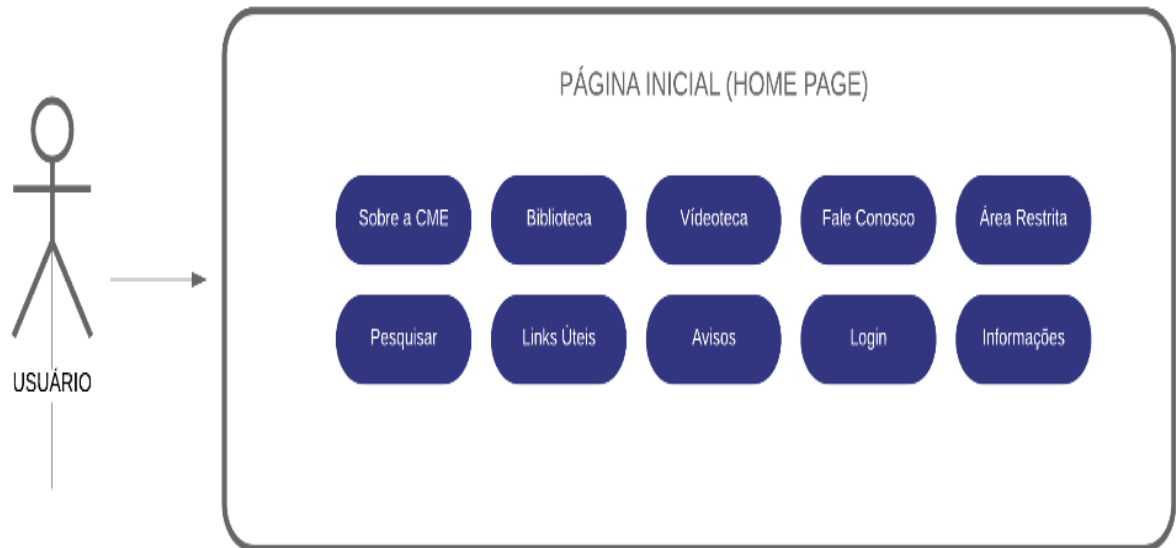 PÁGINA INICIAL (HOME PAGE)
Sobre a CME
Biblioteca
Vídeoteca
Fale Conosco
Área Restrita
Pesquisar
Links Úteis
Avisos
Login
Informações
USUÁRIO